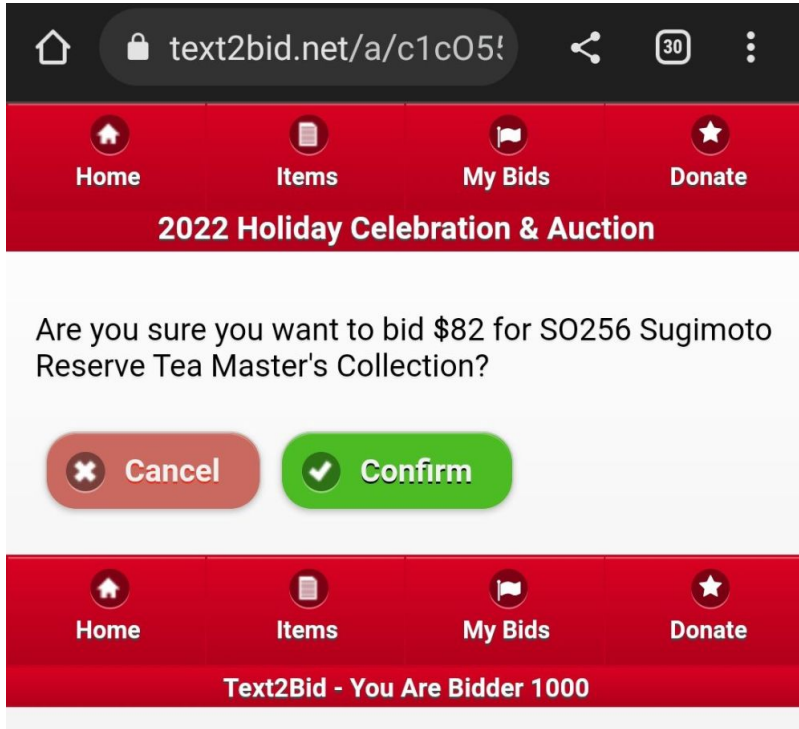 text2bid.net/a/c1cO55
30
Home Items My Bids Donate
2022 Holiday Celebration & Auction
Are you sure you want to bid $82 for SO256 Sugimoto
Reserve Tea Master's Collection?
Cancel Confirm
Home Items My Bids Donate
Text2Bid - You Are Bidder 1000